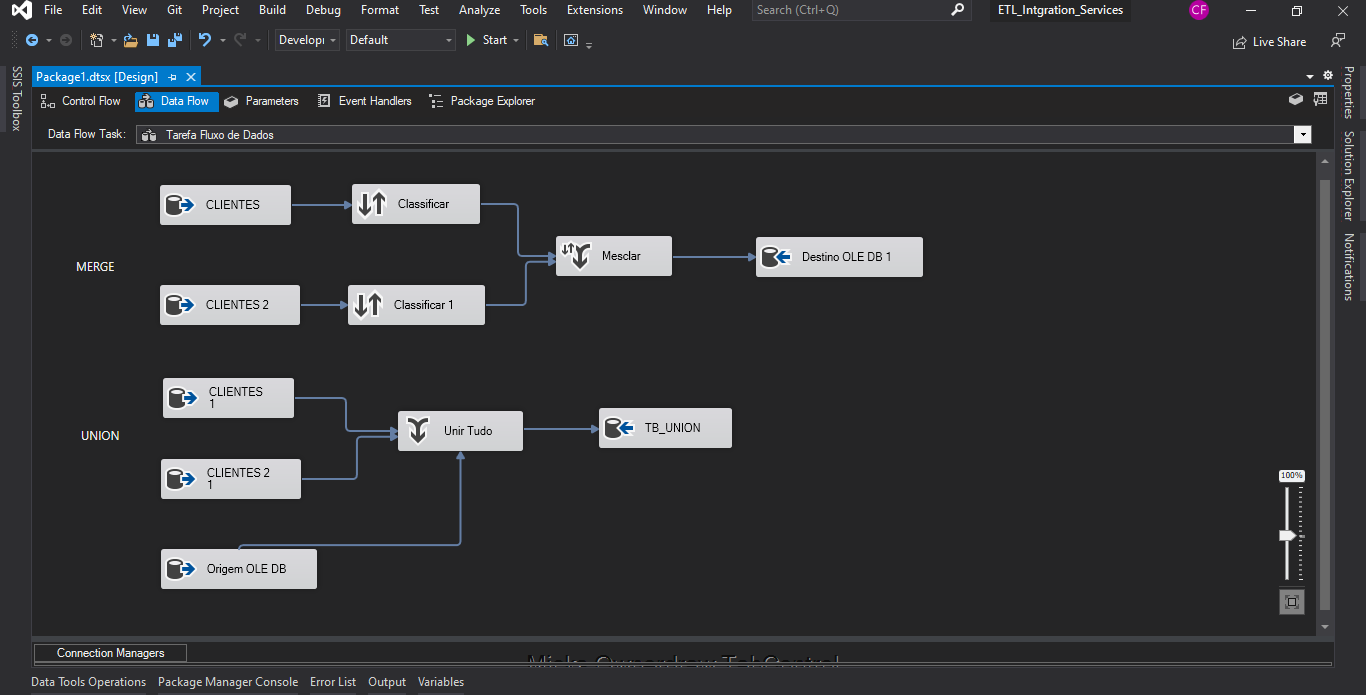 File Edit View Git Project Build Debug Format Test Analyze Tools Extensions Window Help Search (Ctrl+Q) ETL_Intgration_Services CF
Develop Default Start Live Share
SSIS Toolbox
Package1.dtsx [Design]
Control Flow Data Flow Parameters Event Handlers Package Explorer
Data Flow Task: Tarefa Fluxo de Dados
CLIENTES
Classificar
MERGE
Mesclar
Destino OLE DB 1
CLIENTES 2
Classificar 1
UNION
CLIENTES
1
Unir Tudo
TB_UNION
CLIENTES 2
1
Origem OLE DB
100%
Properties
Solution Explorer
Notifications
Connection Managers
Data Tools Operations Package Manager Console Error List Output Variables